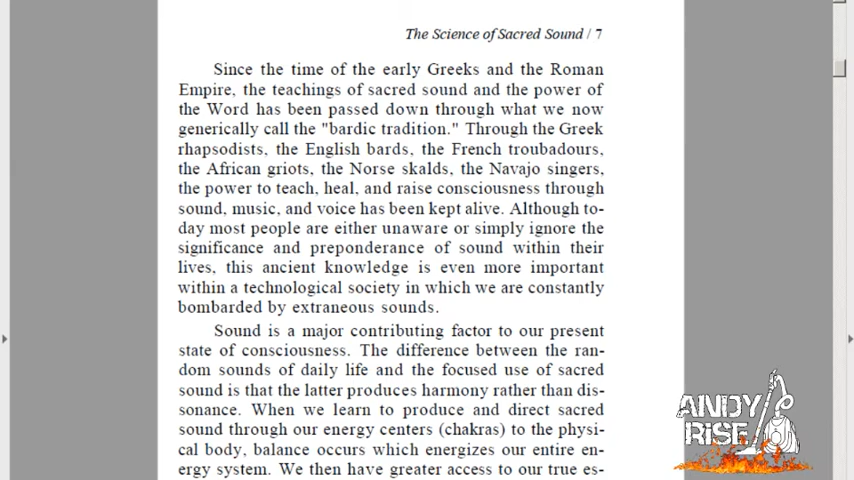 The Science of Sacred Sound / 7
Since the time of the early Greeks and the Roman
Empire, the teachings of sacred sound and the power of
the Word has been passed down through what we now
generically call the "bardic tradition." Through the Greek
rhapsodists, the English bards, the French troubadours,
the African griots, the Norse skalds, the Navajo singers,
the power to teach, heal, and raise consciousness through
sound, music, and voice has been kept alive. Although to-
day most people are either unaware or simply ignore the
significance and preponderance of sound within their
lives, this ancient knowledge is even more important
within a technological society in which we are constantly
bombarded by extraneous sounds.
Sound is a major contributing factor to our present
state of consciousness. The difference between the ran-
dom sounds of daily life and the focused use of sacred
sound is that the latter produces harmony rather than dis-
sonance. When we learn to produce and direct sacred
sound through our energy centers (chakras) to the physi-
cal body, balance occurs which energizes our entire en-
ergy system. We then have greater access to our true es-
ANDY
RiSE